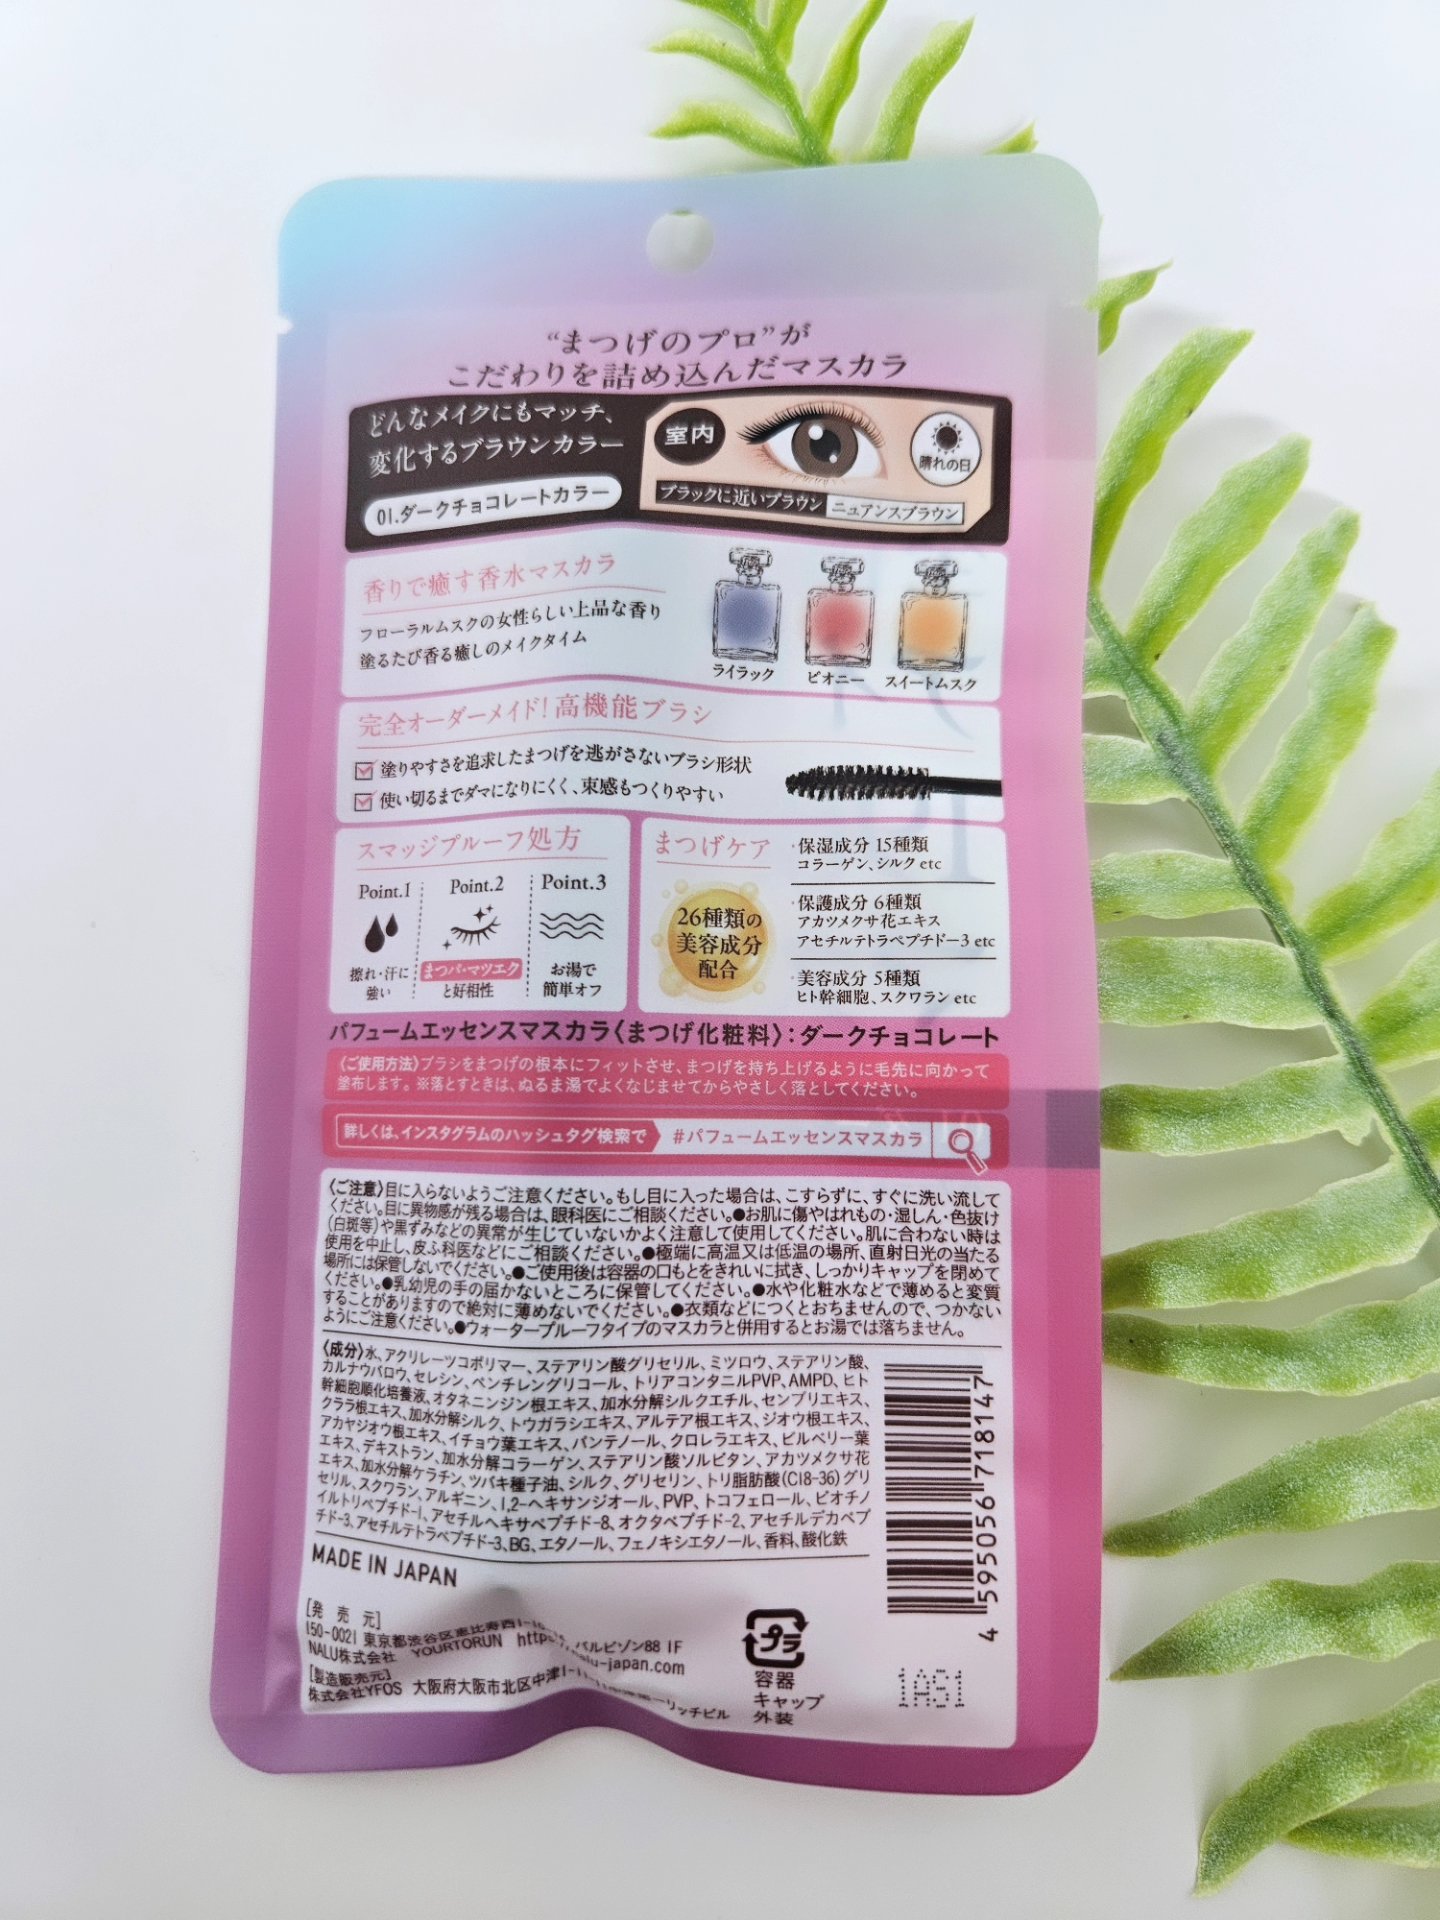 “まつげのプロ”が
こだわりを詰め込んだマスカラ
どんなメイクにもマッチ、
変化するブラウンカラー
01.ダークチョコレートカラー
室内
晴れの日
ブラックに近いブラウン
ニュアンスブラウン
香りで癒す香水マスカラ
フローラルムスクの女性らしい上品な香り
塗るたび香る癒しのメイクタイム
ライラック
ピオニー
スイートムスク
完全オーダーメイド!高機能ブラシ
塗りやすさを追求したまつげを逃がさないブラシ形状
使い切るまでダマになりにくく、束感もつくりやすい
スマッジプルーフ処方
Point.1
擦れ・汗に
強い
Point.2
まつパ・マツエク
と好相性
Point.3
お湯で
簡単オフ
まつげケア
26種類の
美容成分
配合
・保湿成分 15種類
コラーゲン、シルク etc
・保護成分 6種類
アカツメクサ花エキス
アセチルテトラペプチド-3 etc
・美容成分 5種類
ヒト幹細胞、スクワラン etc
パフュームエッセンスマスカラ〈まつげ化粧料〉:ダークチョコレート
〈ご使用方法〉ブラシをまつげの根本にフィットさせ、まつげを持ち上げるように毛先に向かって
塗布します。※落とすときは、ぬるま湯でよくなじませてからやさしく落としてください。
詳しくは、インスタグラムのハッシュタグ検索で
#パフュームエッセンスマスカラ
〈ご注意〉目に入らないようご注意ください。もし目に入った場合は、こすらずに、すぐに洗い流して
ください。目に異物感が残る場合は、眼科医にご相談ください。●お肌に傷やはれもの・湿しん・色抜け
(白斑等)や黒ずみなどの異常が生じていないかよく注意して使用してください。肌に合わない時は
使用を中止し、皮ふ科医などにご相談ください。●極端に高温又は低温の場所、直射日光の当たる
場所には保管しないでください。●ご使用後は容器の口もとをきれいに拭き、しっかりキャップを閉めて
ください。●乳幼児の手の届かないところに保管してください。●水や化粧水などで薄めると変質
することがありますので絶対に薄めないでください。●衣類などにつくとおちませんので、つかない
ようにご注意ください。●ウォータープルーフタイプのマスカラと併用するとお湯では落ちません。
〈成分〉水、アクリレーツコポリマー、ステアリン酸グリセリル、ミツロウ、ステアリン酸、
カルナウバロウ、セレシン、ペンチレングリコール、トリアコンタニルPVP、AMPD、ヒト
幹細胞順化培養液、オタネニンジン根エキス、加水分解シルクエチル、センブリエキス、
クララ根エキス、加水分解シルク、トウガラシエキス、アルテア根エキス、ジオウ根エキス、
アカヤジオウ根エキス、イチョウ葉エキス、パンテノール、クロレラエキス、ビルベリー葉
エキス、デキストラン、加水分解コラーゲン、ステアリン酸ソルビタン、アカツメクサ花
エキス、加水分解ケラチン、ツバキ種子油、シルク、グリセリン、トリ脂肪酸(C18-36)グリ
セリル、スクワラン、アルギニン、1,2-ヘキサンジオール、PVP、トコフェロール、ビオチノ
イルトリペプチド-1、アセチルヘキサペプチド-8、オクタペプチド-2、アセチルデカペプ
チド-3、アセチルテトラペプチド-3、BG、エタノール、フェノキシエタノール、香料、酸化鉄
MADE IN JAPAN
[発 売 元]
150-0021 東京都渋谷区恵比寿西1- バルビゾン88 1F
NALU株式会社 YOURTORUN https nalu-japan.com
[製造販売元]
株式会社YFOS 大阪府大阪市北区中津1- リッチビル
プラ
容器
キャップ
外装
4 595056 718147
1AS1